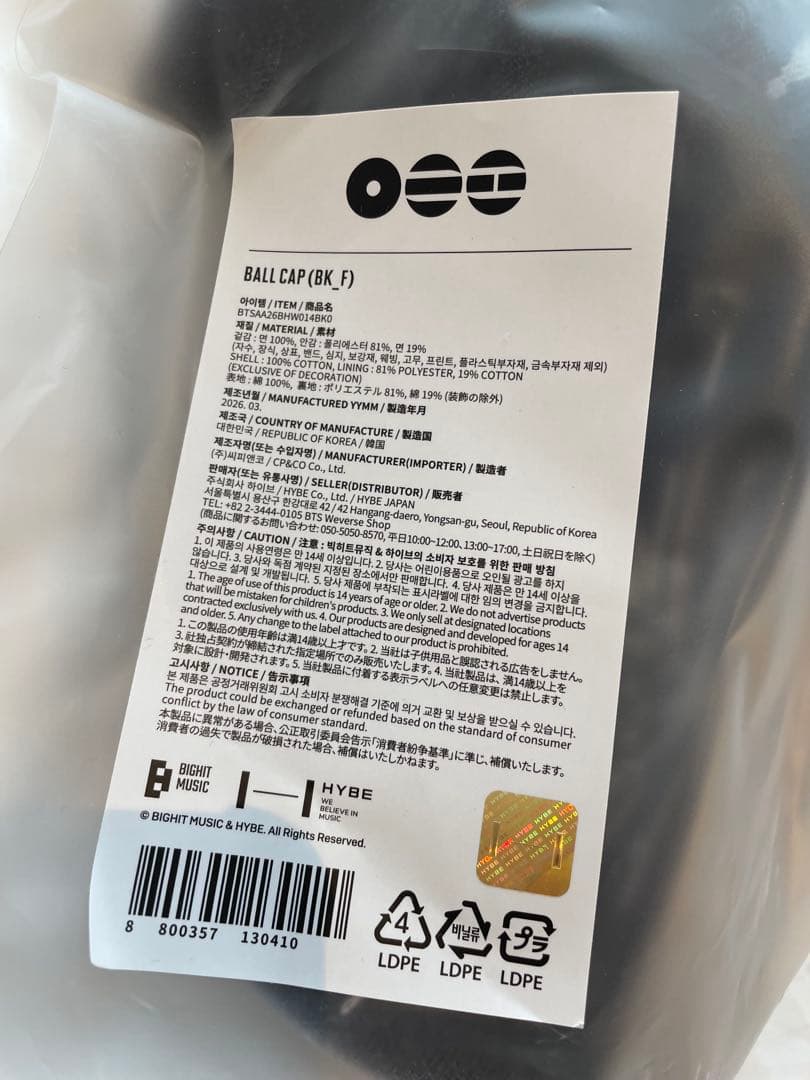 BALL CAP (BK_F)
아이템 / ITEM / 商品名
BTSAA26BHW014BK0
재질 / MATERIAL / 素材
겉감 : 면 100%, 안감 : 폴리에스터 81%, 면 19%
(자수, 장식, 상표, 밴드, 심지, 보강재, 웨빙, 고무, 프린트, 플라스틱부자재, 금속부자재 제외)
SHELL : 100% COTTON, LINING : 81% POLYESTER, 19% COTTON
(EXCLUSIVE OF DECORATION)
表地 : 綿 100%, 裏地 : ポリエステル 81%, 綿 19% (装飾の除外)
제조년월 / MANUFACTURED YYMM / 製造年月
2026. 03.
제조국 / COUNTRY OF MANUFACTURE / 製造国
대한민국 / REPUBLIC OF KOREA / 韓国
제조자명(또는 수입자명) / MANUFACTURER(IMPORTER) / 製造者
(주)씨피앤코 / CP&CO Co., Ltd.
판매자(또는 유통사명) / SELLER(DISTRIBUTOR) / 販売者
주식회사 하이브 / HYBE Co., Ltd. / HYBE JAPAN
서울특별시 용산구 한강대로 42 / 42 Hangang-daero, Yongsan-gu, Seoul, Republic of Korea
TEL: +82 2-3444-0105 BTS Weverse Shop
(商品に関するお問い合わせ: 050-5050-8570, 平日10:00~12:00、13:00~17:00, 土日祝日を除く)
주의사항 / CAUTION / 注意 : 빅히트뮤직 & 하이브의 소비자 보호를 위한 판매 방침
1. 이 제품의 사용연령은 만 14세 이상입니다. 2. 당사는 어린이용품으로 오인될 광고를 하지
않습니다. 3. 당사와 독점 계약된 지정된 장소에서만 판매합니다. 4. 당사 제품은 만 14세 이상을
대상으로 설계 및 개발됩니다. 5. 당사 제품에 부착되는 표시라벨에 대한 임의 변경을 금지합니다.
1. The age of use of this product is 14 years of age or older. 2. We do not advertise products
that will be mistaken for children's products. 3. We only sell at designated locations
contracted exclusively with us. 4. Our products are designed and developed for ages 14
and older. 5. Any change to the label attached to our product is prohibited.
1. この製品の使用年齢は満14歳以上才です。2. 当社は子供用品と誤認される広告をしません。
3. 社独占契約が締結された指定場所でのみ販売いたします。4. 当社製品は、満14歳以上を
対象に設計・開発されます。5. 当社製品に付着する表示ラベルへの任意変更は禁止します。
고시사항 / NOTICE / 告示事項
본 제품은 공정거래위원회 고시 소비자 분쟁해결 기준에 의거 교환 및 보상을 받으실 수 있습니다.
The product could be exchanged or refunded based on the standard of consumer
conflict by the law of consumer standard.
本製品に異常がある場合、公正取引委員会告示「消費者紛争基準」に準じ、補償いたします。
消費者の過失で製品が破損された場合、補償はいたしかねます。
BIGHIT
MUSIC
HYBE
WE
BELIEVE IN
MUSIC
© BIGHIT MUSIC & HYBE. All Rights Reserved.
8 800357 130410
4
LDPE
비닐류
LDPE
プラ
LDPE